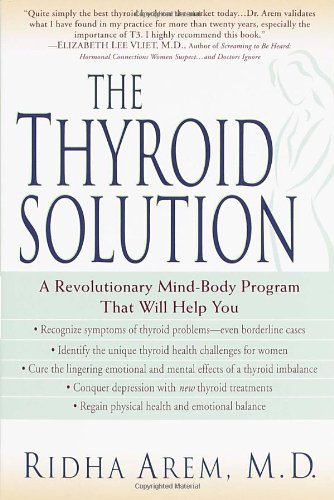 "Quite simply the best thyroid book on the market today…Dr. Arem validates
what I have found in my practice for more than twenty years, especially the
importance of T3. I highly recommend this book."
—ELIZABETH LEE VLIET, M.D., Author of Screaming to Be Heard:
Hormonal Connections Women Suspect…and Doctors Ignore
THE
THYROID
SOLUTION
A Revolutionary Mind-Body Program
That Will Help You
• Recognize symptoms of thyroid problems—even borderline cases
• Identify the unique thyroid health challenges for women
• Cure the lingering emotional and mental effects of a thyroid imbalance
• Conquer depression with new thyroid treatments
• Regain physical health and emotional balance
RIDHA AREM, M.D.
Copyrighted Material
Copyrighted Material